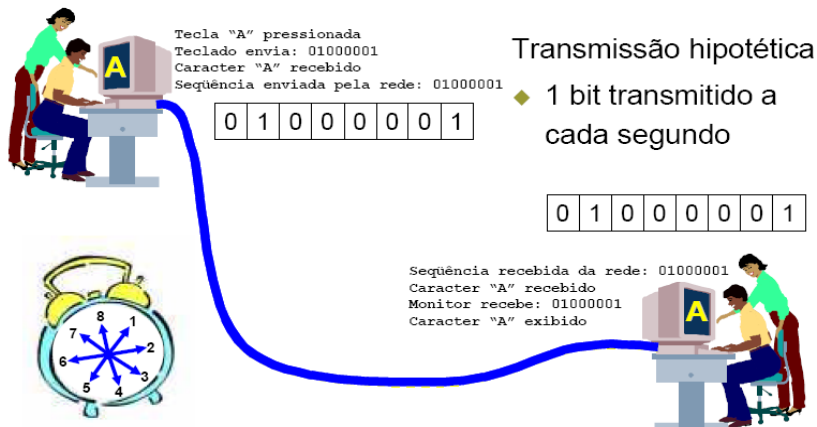 Tecla “A” pressionada
Teclado envia: 01000001
Caracter “A” recebido
Seqüência enviada pela rede: 01000001
0 1 0 0 0 0 0 1
A
Transmissão hipotética
1 bit transmitido a
cada segundo
0 1 0 0 0 0 0 1
Seqüência recebida da rede: 01000001
Caracter “A” recebido
Monitor recebe: 01000001
Caracter “A” exibido
A
8 1
7 2
6 3
5 4